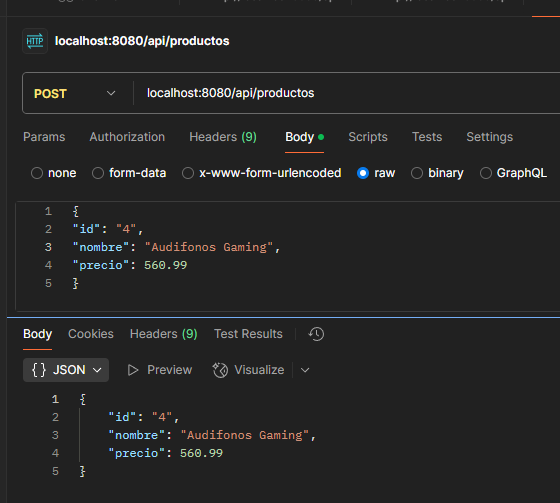 HTTP localhost:8080/api/productos
POST localhost:8080/api/productos
Params Authorization Headers (9) Body Scripts Tests Settings
none form-data x-www-form-urlencoded raw binary GraphQL
1 {
2 "id": "4",
3 "nombre": "Audifonos Gaming",
4 "precio": 560.99
5 }
Body Cookies Headers (9) Test Results
{} JSON Preview Visualize
1 {
2 "id": "4",
3 "nombre": "Audifonos Gaming",
4 "precio": 560.99
5 }